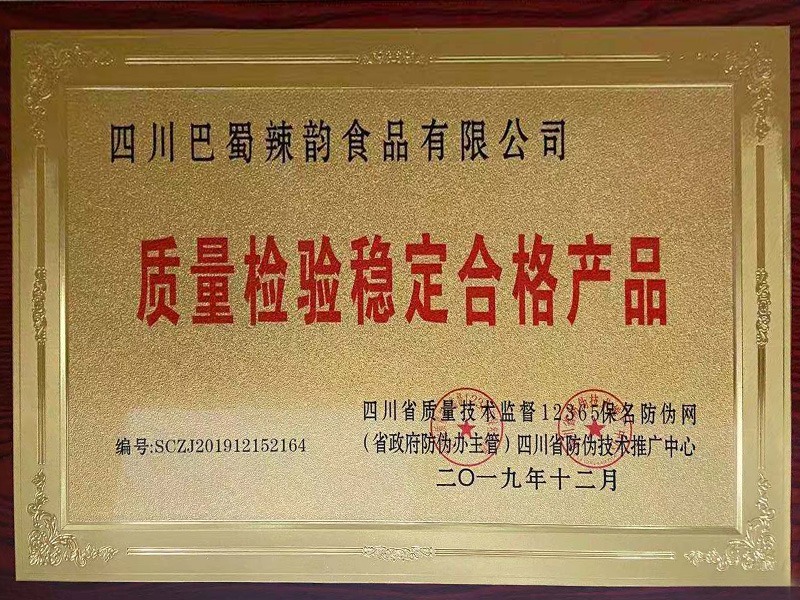 四川巴蜀辣韵食品有限公司
质量检验稳定合格产品
四川省质量技术监督12365保名防伪网
编号:SCZJ201912152164
(省政府防伪办主管)四川省防伪技术推广中心
二〇一九年十二月